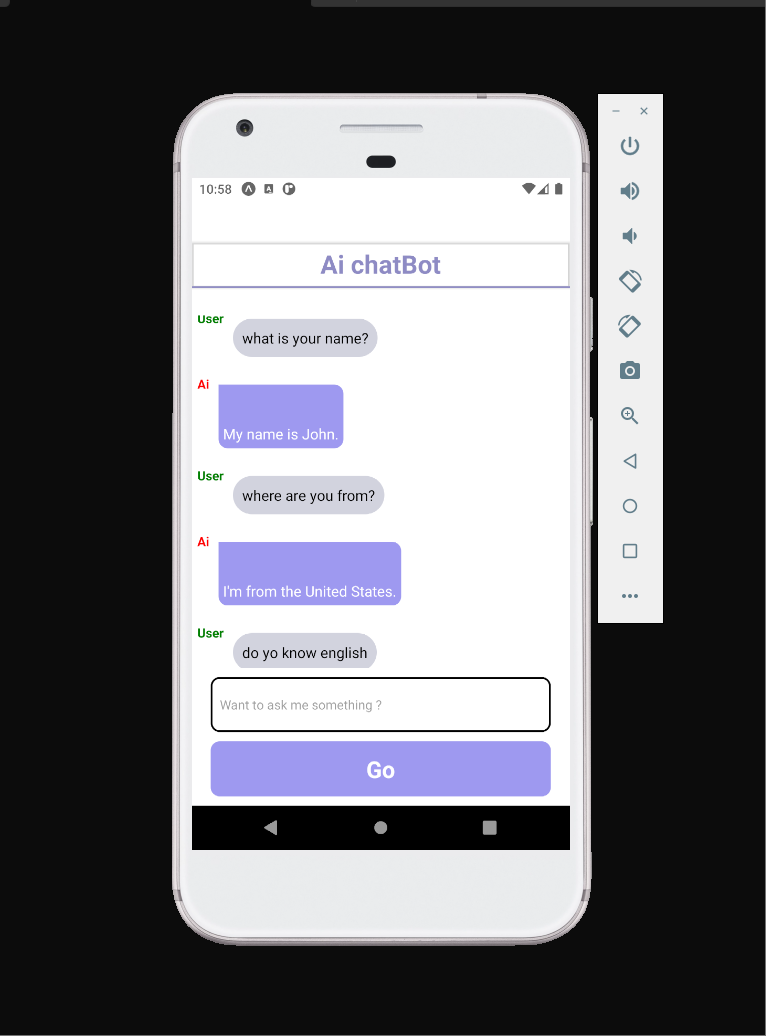 10:58
Ai chatBot
User
what is your name?
Ai
My name is John.
User
where are you from?
Ai
I'm from the United States.
User
do yo know english
Want to ask me something ?
Go